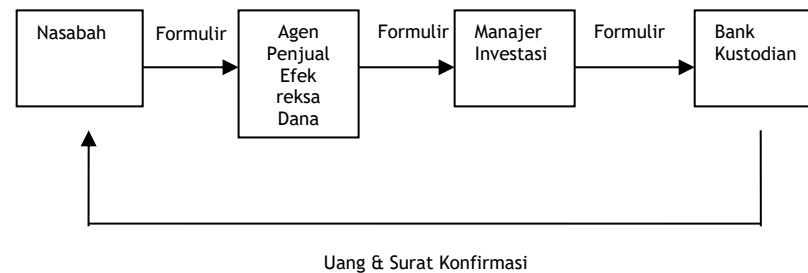 Nasabah
Formulir
Agen
Penjual
Efek
reksa
Dana
Formulir
Manajer
Investasi
Formulir
Bank
Kustodian
Uang & Surat Konfirmasi